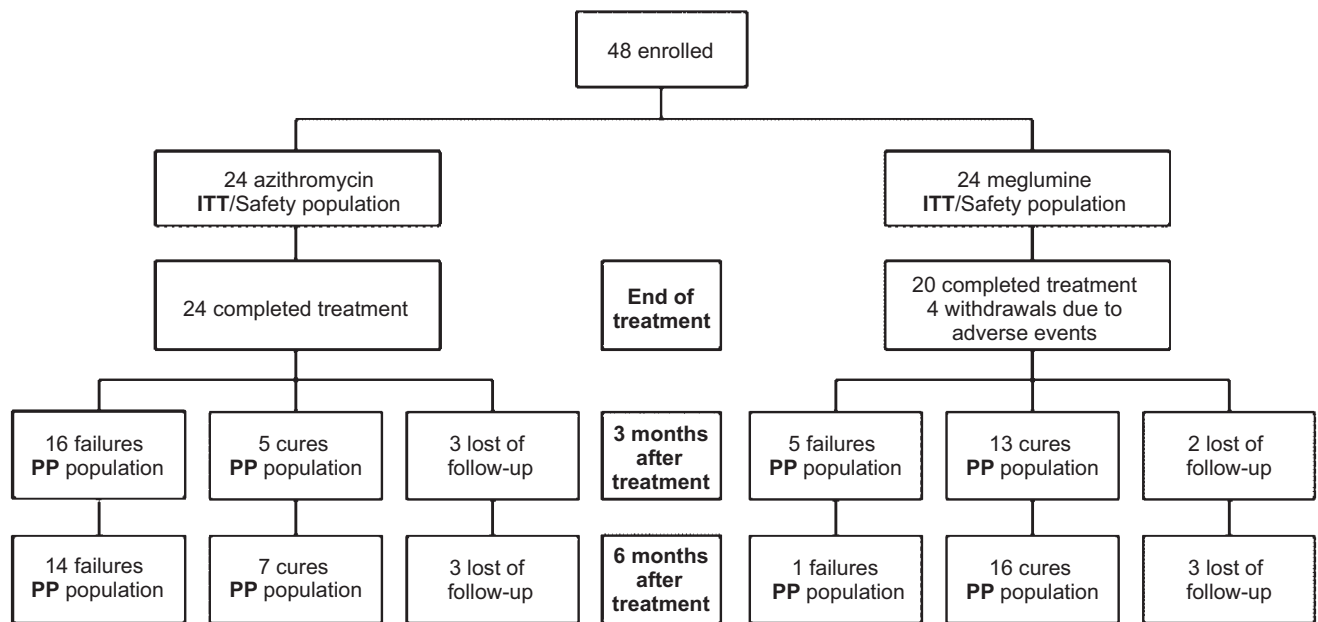 48 enrolled
24 azithromycin
ITT/Safety population
24 meglumine
ITT/Safety population
24 completed treatment
End of
treatment
20 completed treatment
4 withdrawals due to
adverse events
16 failures
PP population
5 cures
PP population
3 lost of
follow-up
3 months
after
treatment
5 failures
PP population
13 cures
PP population
2 lost of
follow-up
14 failures
PP population
7 cures
PP population
3 lost of
follow-up
6 months
after
treatment
1 failures
PP population
16 cures
PP population
3 lost of
follow-up